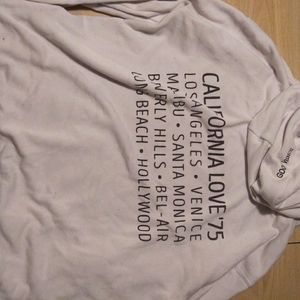 CALIFORNIA LOVE '75
LOS ANGELES • VENICE
MALIBU • SANTA MONICA
BEVERLY HILLS • BEL-AIR
LONG BEACH • HOLLYWOOD